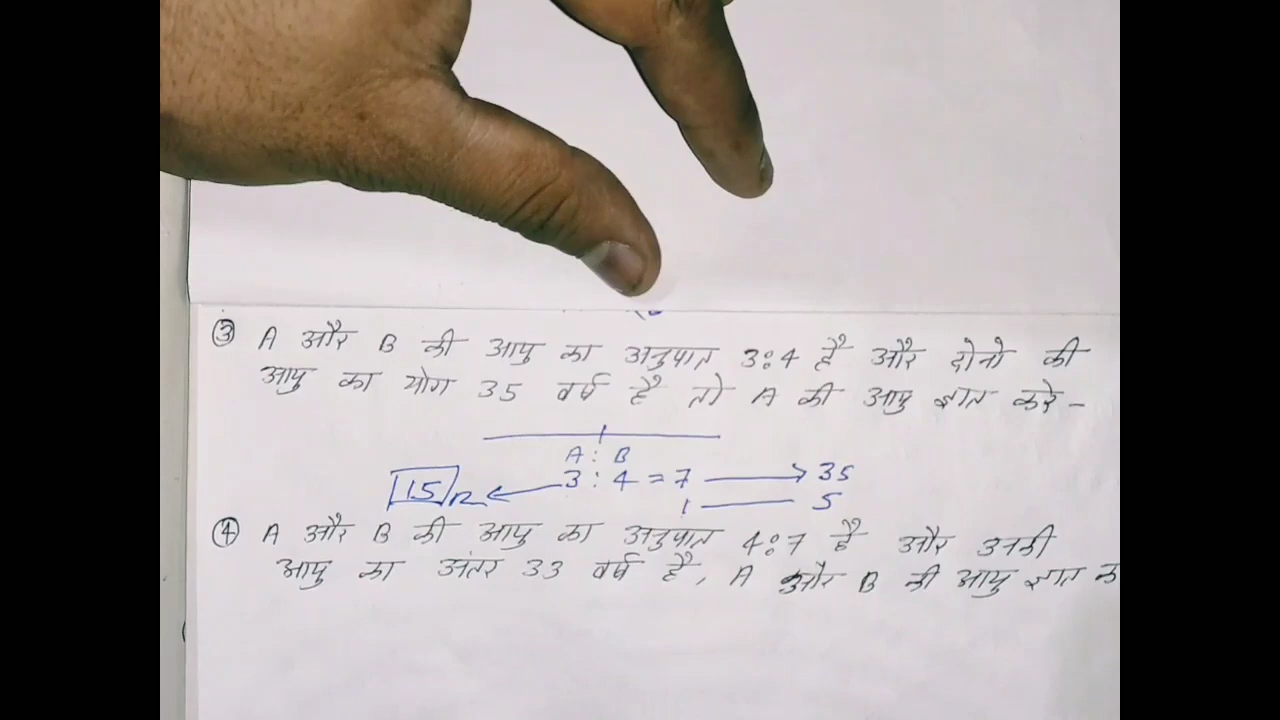 ③ A और B की आयु का अनुपात 3:4 है और दोनो की
आयु का योग 35 वर्ष है तो A की आयु ज्ञात करे -
A : B
15 ← 3 : 4 = 7 → 35
1 — 5
④ A और B की आयु का अनुपात 4:7 है और उनकी
आयु का अंतर 33 वर्ष है, A और B की आयु ज्ञात क